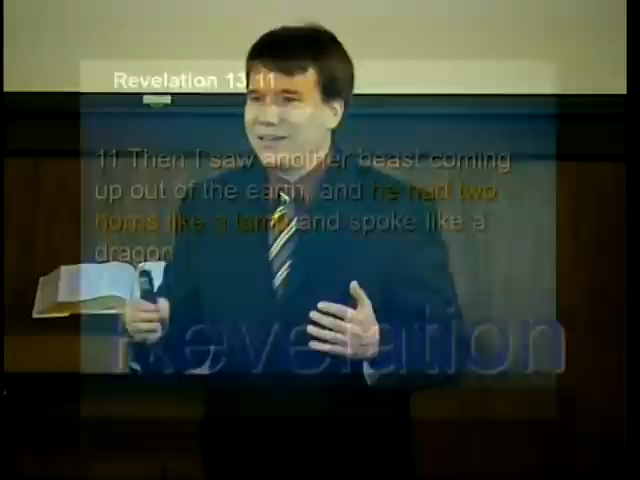 Revelation 13:11
11 Then I saw another beast coming
up out of the earth, and he had two
horns like a lamb and spoke like a
dragon
Revelation